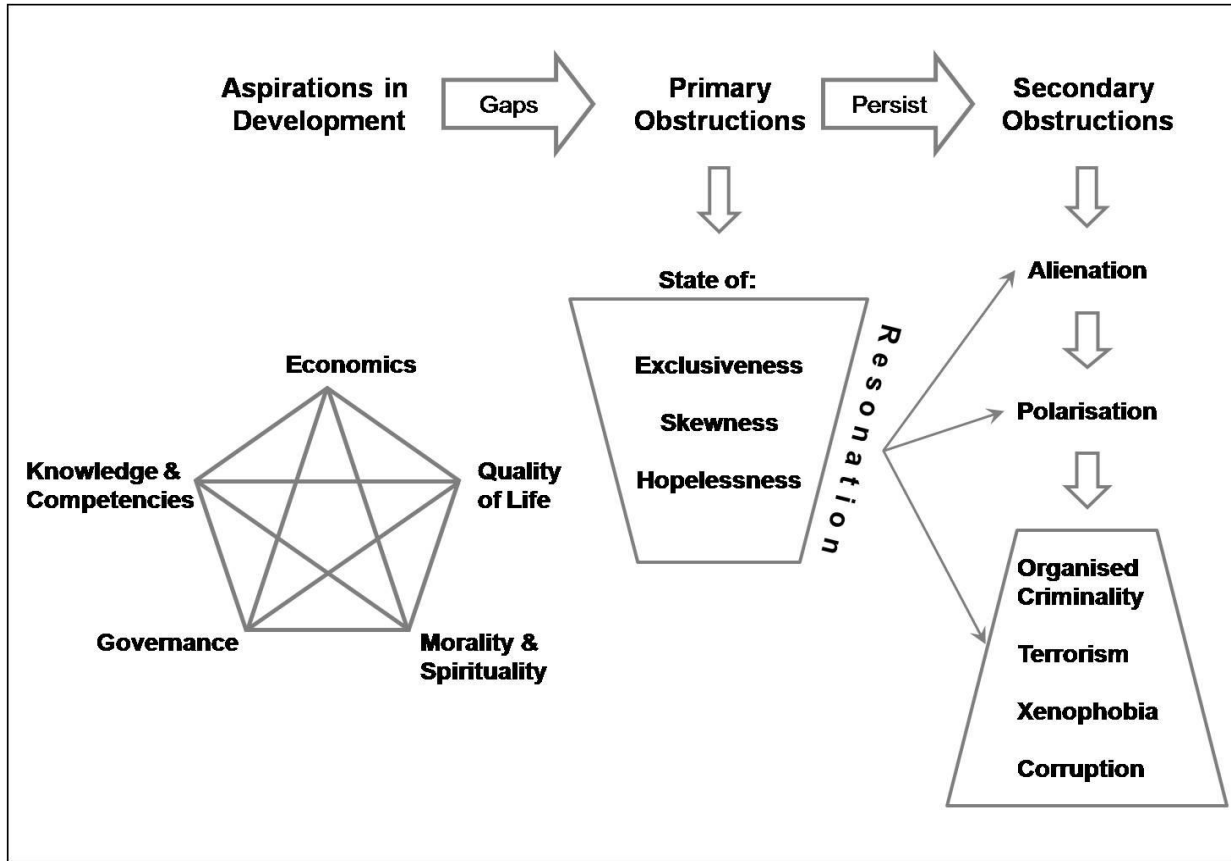 Aspirations in
Development
Gaps
Primary
Obstructions
Persist
Secondary
Obstructions
State of:
Exclusiveness
Skewness
Hopelessness
Resonation
Alienation
Polarisation
Organised
Criminality
Terrorism
Xenophobia
Corruption
Economics
Knowledge &
Competencies
Quality
of Life
Governance
Morality &
Spirituality